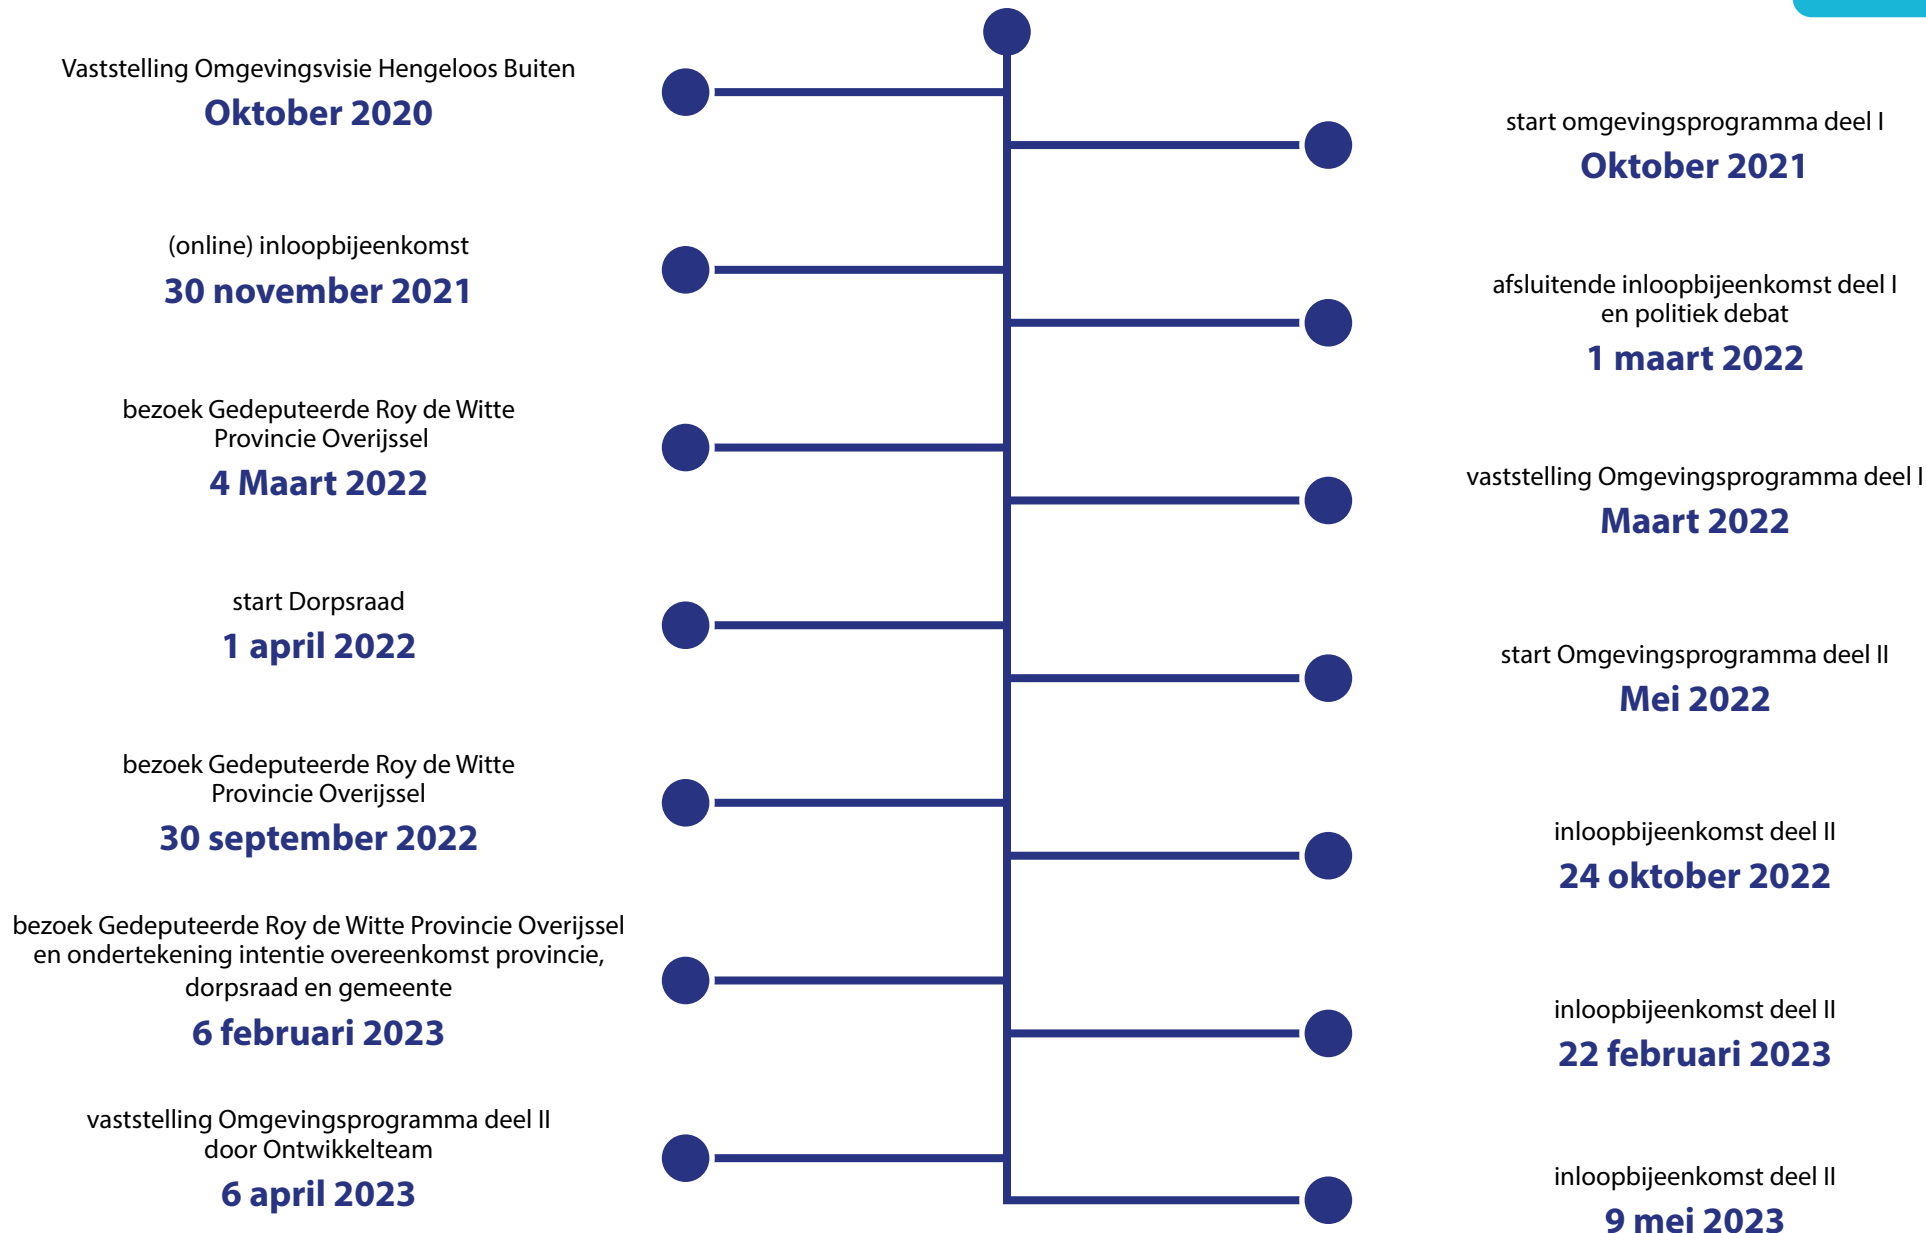 Vaststelling Omgevingsvisie Hengeloos Buiten
Oktober 2020
start omgevingsprogramma deel I
Oktober 2021
(online) inloopbijeenkomst
30 november 2021
afsluitende inloopbijeenkomst deel I
en politiek debat
1 maart 2022
bezoek Gedeputeerde Roy de Witte
Provincie Overijssel
4 Maart 2022
vaststelling Omgevingsprogramma deel I
Maart 2022
start Dorpsraad
1 april 2022
start Omgevingsprogramma deel II
Mei 2022
bezoek Gedeputeerde Roy de Witte
Provincie Overijssel
30 september 2022
inloopbijeenkomst deel II
24 oktober 2022
bezoek Gedeputeerde Roy de Witte Provincie Overijssel
en ondertekening intentie overeenkomst provincie,
dorpsraad en gemeente
6 februari 2023
inloopbijeenkomst deel II
22 februari 2023
vaststelling Omgevingsprogramma deel II
door Ontwikkelteam
6 april 2023
inloopbijeenkomst deel II
9 mei 2023